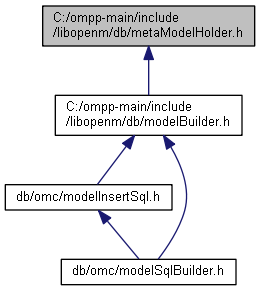 C:/ompp-main/include
/libopenm/db/metaModelHolder.h
C:/ompp-main/include
/libopenm/db/modelBuilder.h
db/omc/modelInsertSql.h
db/omc/modelSqlBuilder.h